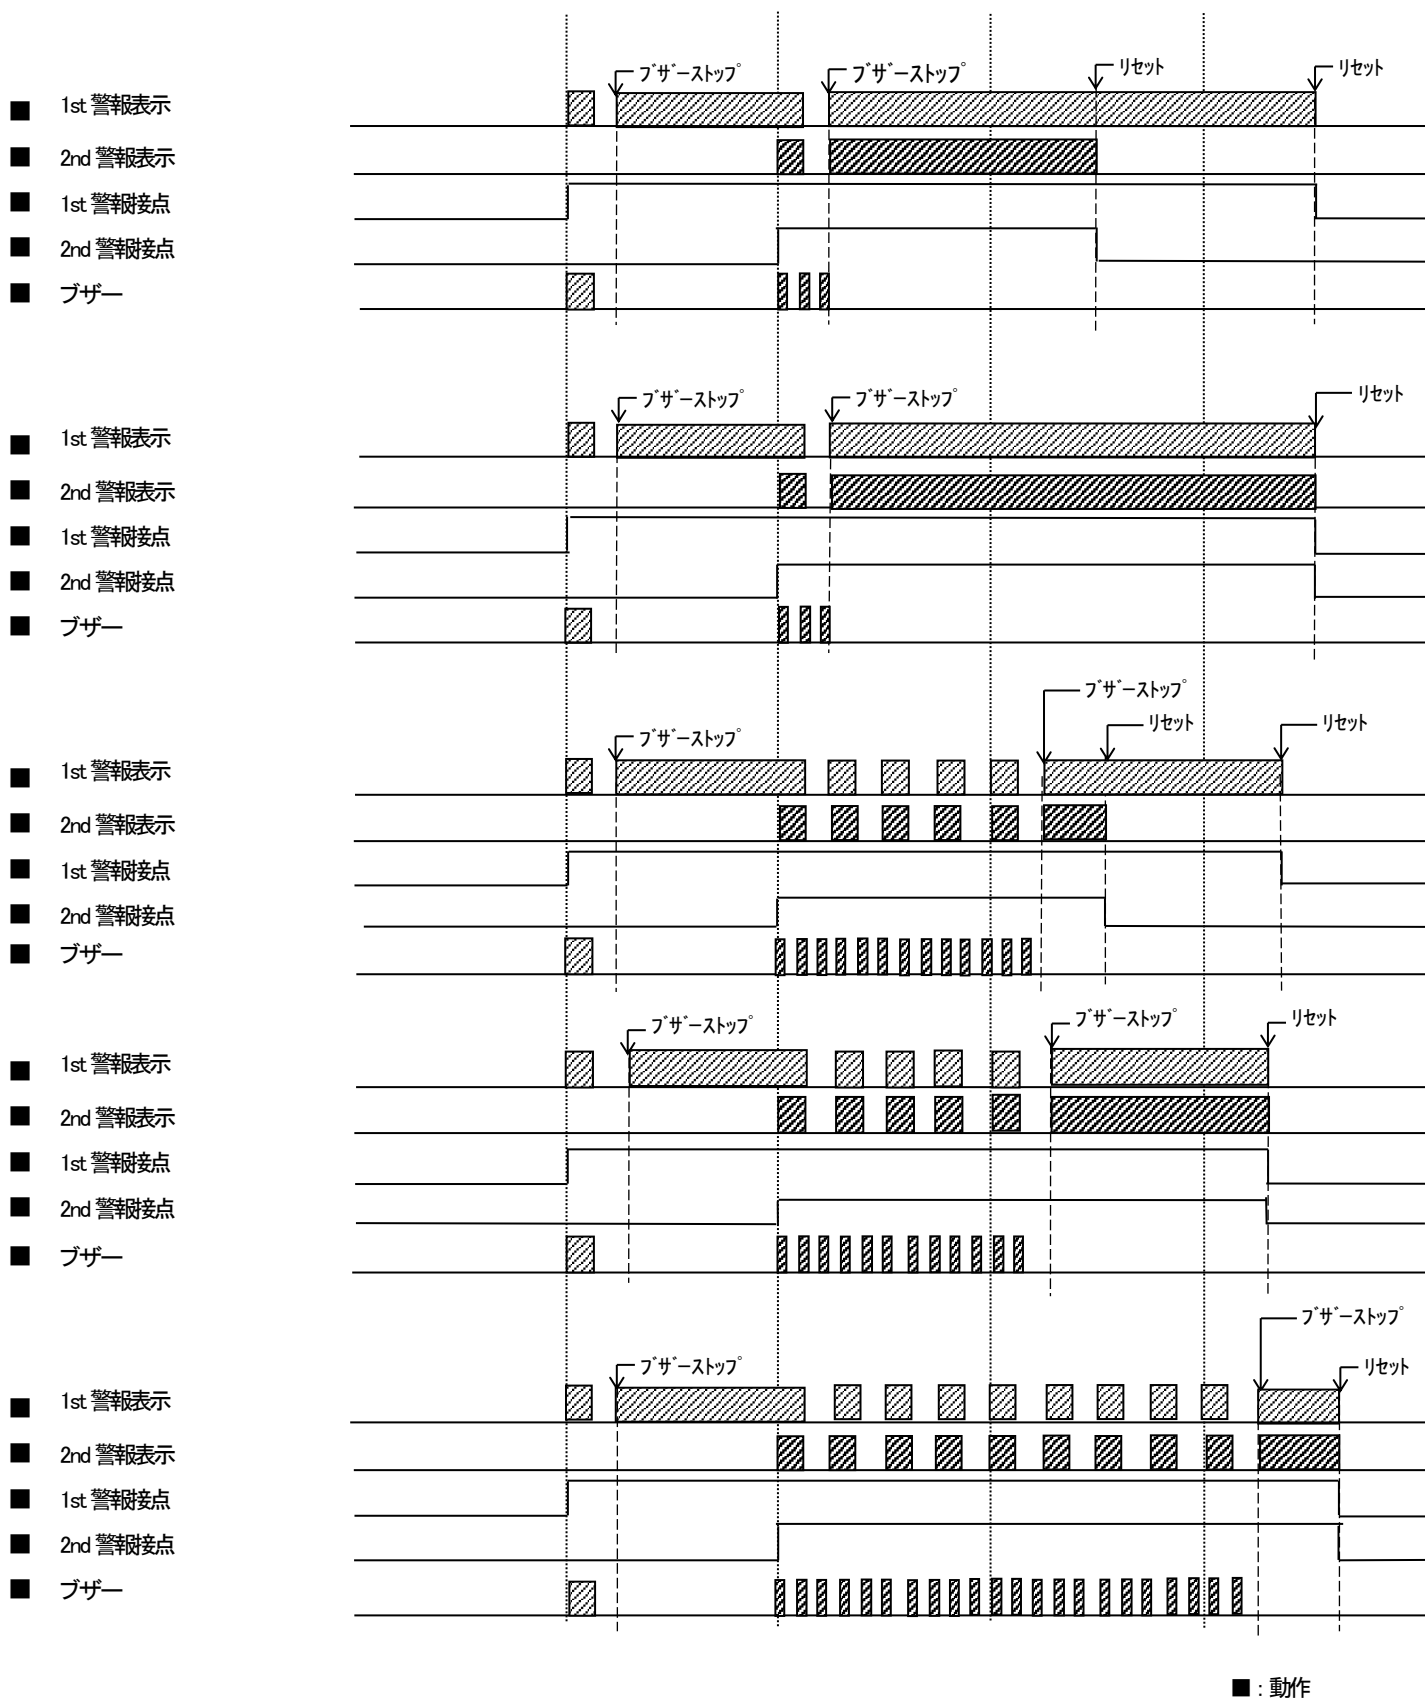 ブザーストップ ブザーストップ リセット リセット
■ 1st 警報表示
■ 2nd 警報表示
■ 1st 警報接点
■ 2nd 警報接点
■ ブザー
ブザーストップ ブザーストップ リセット
■ 1st 警報表示
■ 2nd 警報表示
■ 1st 警報接点
■ 2nd 警報接点
■ ブザー
ブザーストップ
ブザーストップ リセット リセット
■ 1st 警報表示
■ 2nd 警報表示
■ 1st 警報接点
■ 2nd 警報接点
■ ブザー
ブザーストップ ブザーストップ リセット
■ 1st 警報表示
■ 2nd 警報表示
■ 1st 警報接点
■ 2nd 警報接点
■ ブザー
ブザーストップ
ブザーストップ リセット
■ 1st 警報表示
■ 2nd 警報表示
■ 1st 警報接点
■ 2nd 警報接点
■ ブザー
■ : 動作